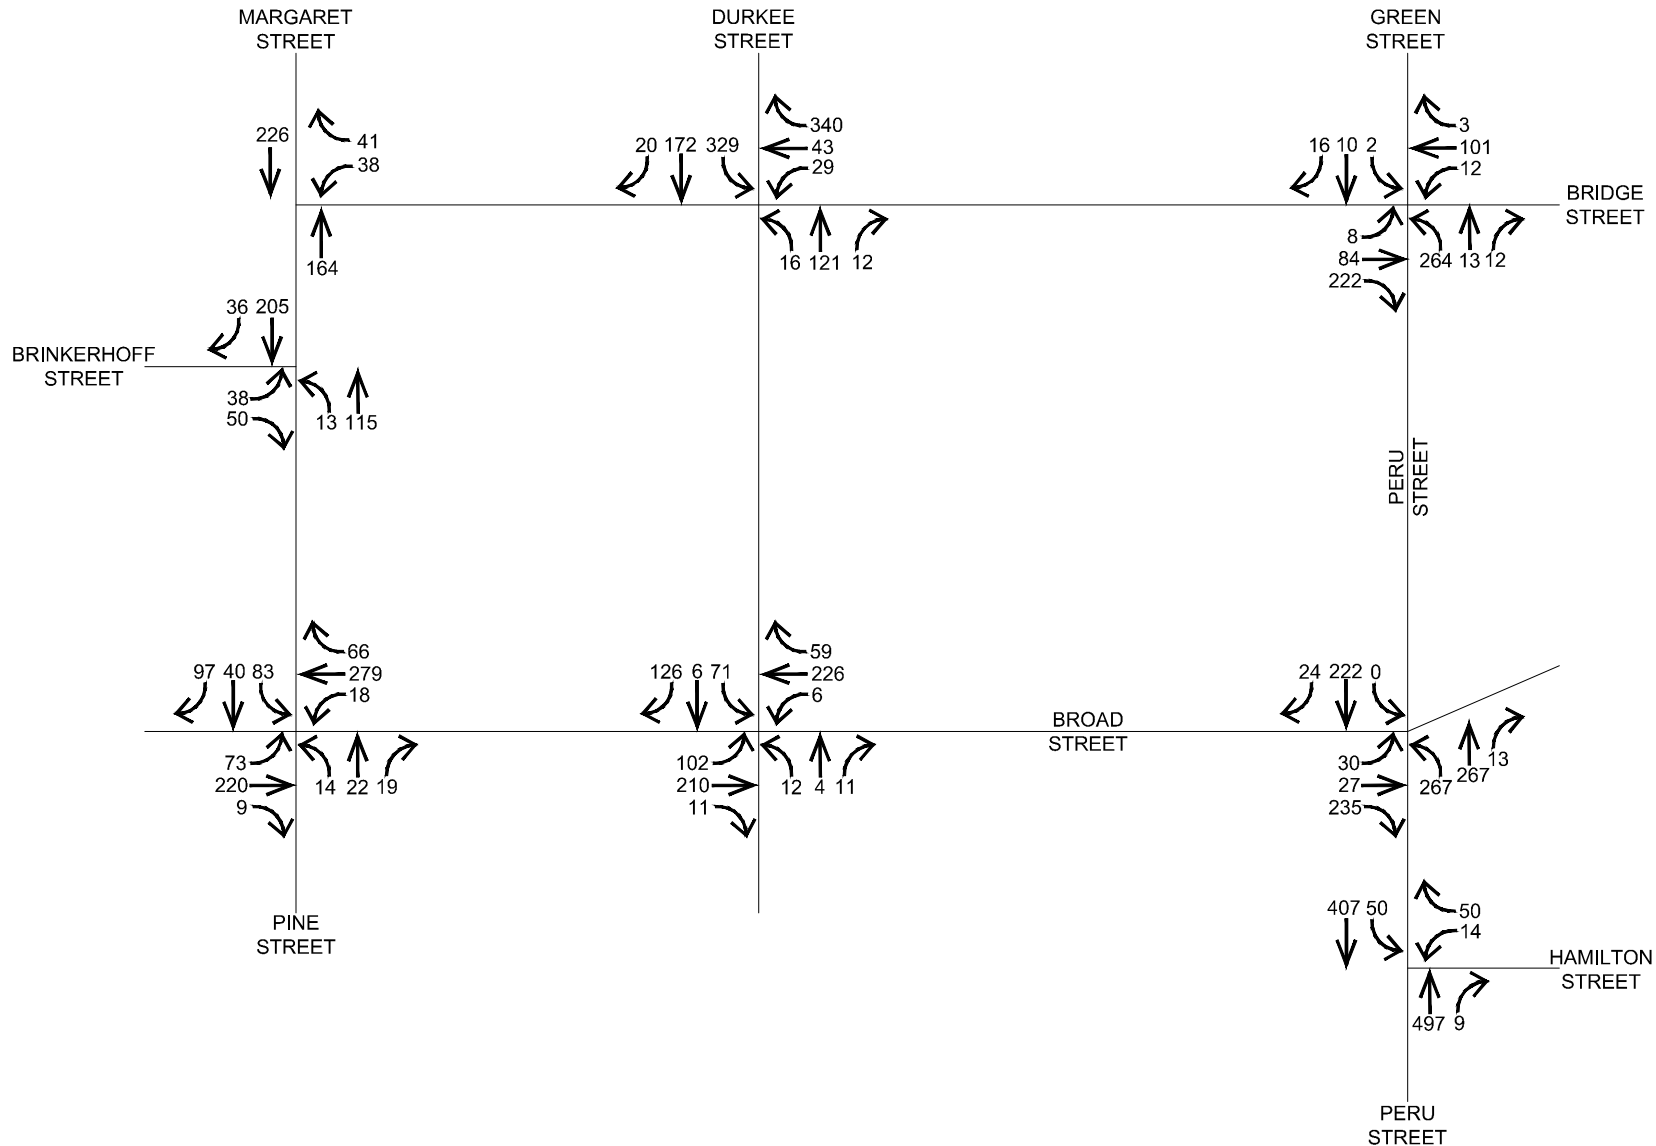 MARGARET
STREET
DURKEE
STREET
GREEN
STREET
226
41
38
164
20 172 329
340
43
29
16 121 12
16 10 2
3
101
12
8
84
222
264 13 12
BRIDGE
STREET
36 205
BRINKERHOFF
STREET
38
50
13 115
PERU
STREET
97 40 83
66
279
18
73
220
9
14 22 19
126 6 71
59
226
6
102
210
11
12 4 11
BROAD
STREET
24 222 0
30
27
235
267 267 13
PINE
STREET
407 50
50
14
HAMILTON
STREET
497 9
PERU
STREET